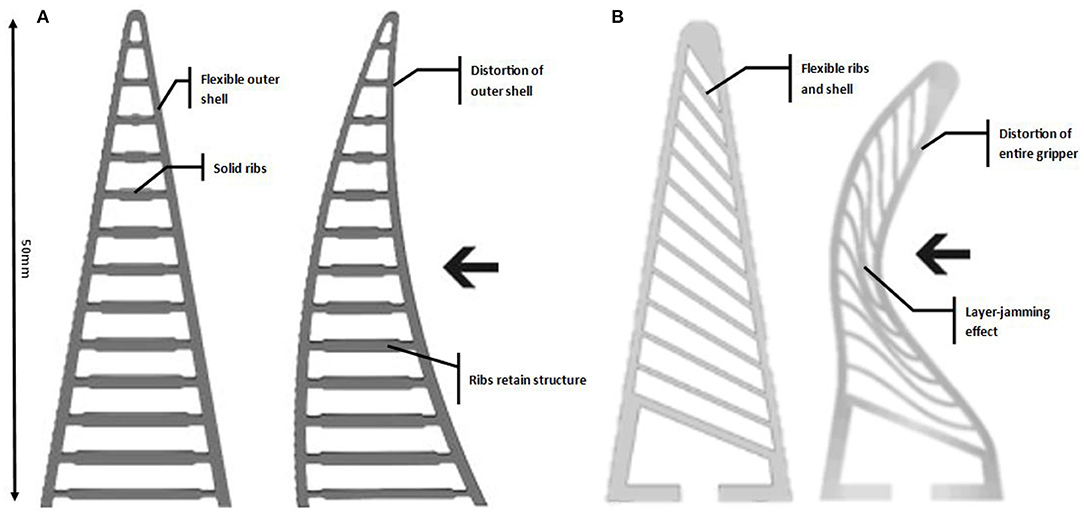 A
B
Flexible outer
shell
Solid ribs
50mm
Distortion of
outer shell
Ribs retain structure
Flexible ribs
and shell
Distortion of
entire gripper
Layer-jamming
effect